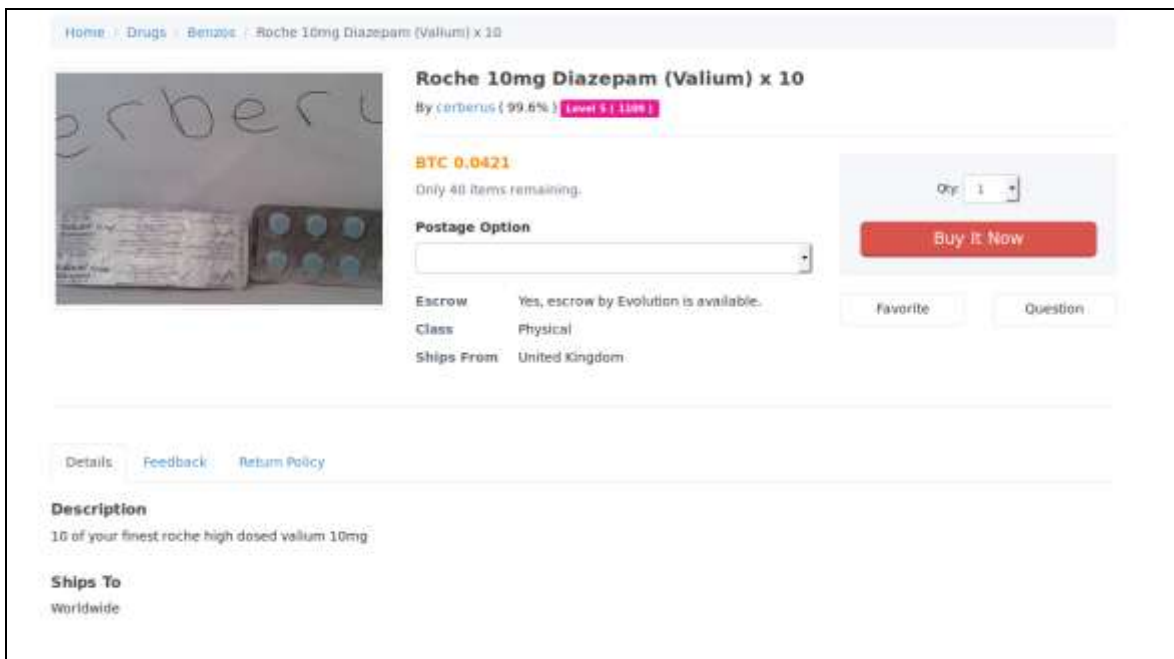 Home / Drugs / Benzos / Roche 10mg Diazepam (Valium) x 10
erberu
Roche 10mg Diazepam (Valium) x 10
By cerberus ( 99.6% ) Level 5 ( 1200 )
BTC 0.0421
Only 40 items remaining.
Qty: 1
Postage Option
Buy It Now
Escrow Yes, escrow by Evolution is available.
Class Physical
Ships From United Kingdom
Favorite Question
Details Feedback Return Policy
Description
10 of your finest roche high dosed valium 10mg
Ships To
Worldwide